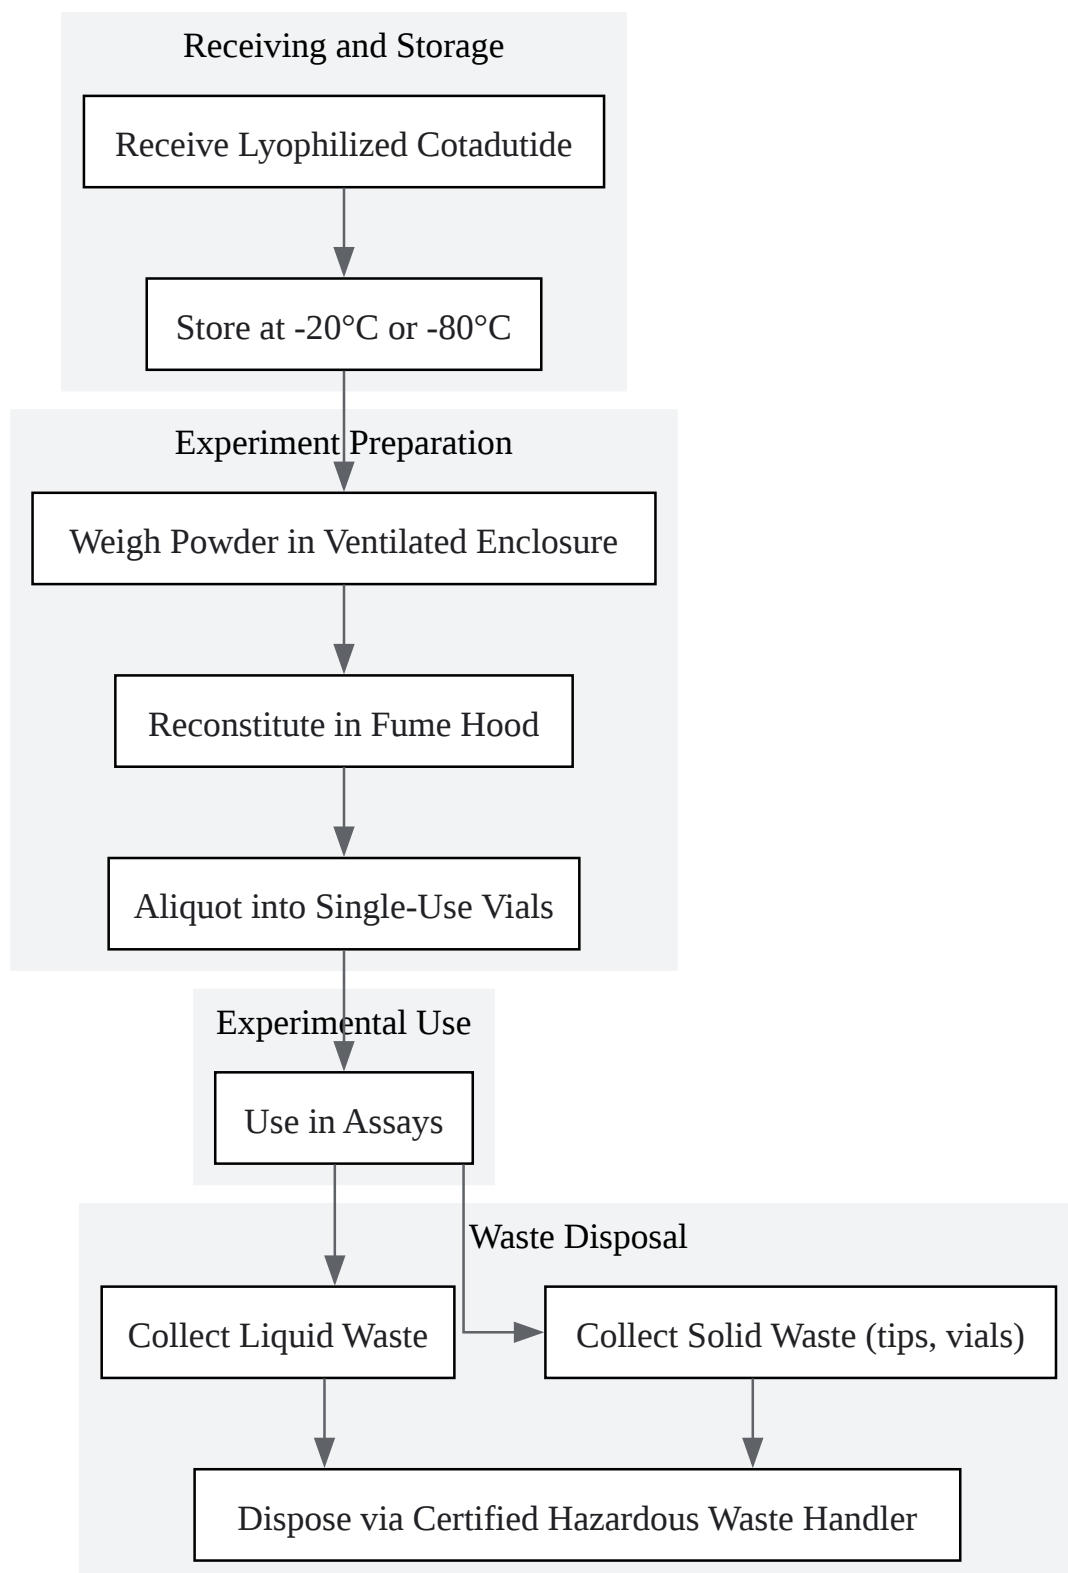 Receiving and Storage
Receive Lyophilized Cotadutide
Store at -20°C or -80°C
Experiment Preparation
Weigh Powder in Ventilated Enclosure
Reconstitute in Fume Hood
Aliquot into Single-Use Vials
Experimental Use
Use in Assays
Waste Disposal
Collect Liquid Waste
Collect Solid Waste (tips, vials)
Dispose via Certified Hazardous Waste Handler